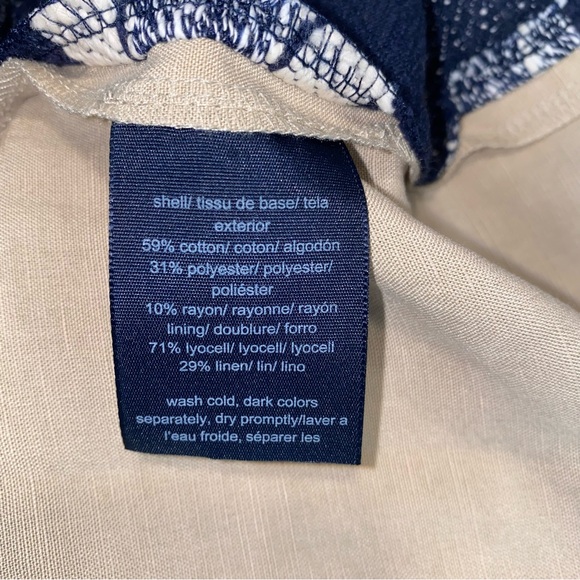 shell/ tissu de base/ tela
exterior
59% cotton/ coton/ algodón
31% polyester/ polyester/
poliéster
10% rayon/ rayonne/ rayón
lining/ doublure/ forro
71% lyocell/ lyocell/ lyocell
29% linen/ lin/ lino
wash cold, dark colors
separately, dry promptly/laver a
l'eau froide, séparer les